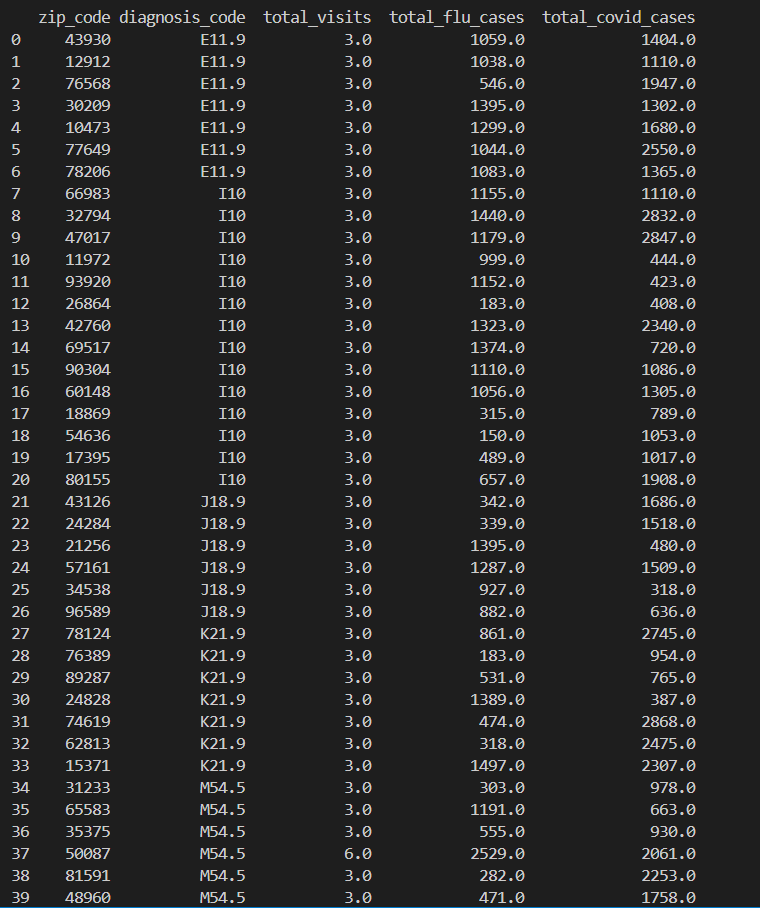 zip_code diagnosis_code total_visits total_flu_cases total_covid_cases
0 43930 E11.9 3.0 1059.0 1404.0
1 12912 E11.9 3.0 1038.0 1110.0
2 76568 E11.9 3.0 546.0 1947.0
3 30209 E11.9 3.0 1395.0 1302.0
4 10473 E11.9 3.0 1299.0 1680.0
5 77649 E11.9 3.0 1044.0 2550.0
6 78206 E11.9 3.0 1083.0 1365.0
7 66983 I10 3.0 1155.0 1110.0
8 32794 I10 3.0 1440.0 2832.0
9 47017 I10 3.0 1179.0 2847.0
10 11972 I10 3.0 999.0 444.0
11 93920 I10 3.0 1152.0 423.0
12 26864 I10 3.0 183.0 408.0
13 42760 I10 3.0 1323.0 2340.0
14 69517 I10 3.0 1374.0 720.0
15 90304 I10 3.0 1110.0 1086.0
16 60148 I10 3.0 1056.0 1305.0
17 18869 I10 3.0 315.0 789.0
18 54636 I10 3.0 150.0 1053.0
19 17395 I10 3.0 489.0 1017.0
20 80155 I10 3.0 657.0 1908.0
21 43126 J18.9 3.0 342.0 1686.0
22 24284 J18.9 3.0 339.0 1518.0
23 21256 J18.9 3.0 1395.0 480.0
24 57161 J18.9 3.0 1287.0 1509.0
25 34538 J18.9 3.0 927.0 318.0
26 96589 J18.9 3.0 882.0 636.0
27 78124 K21.9 3.0 861.0 2745.0
28 76389 K21.9 3.0 183.0 954.0
29 89287 K21.9 3.0 531.0 765.0
30 24828 K21.9 3.0 1389.0 387.0
31 74619 K21.9 3.0 474.0 2868.0
32 62813 K21.9 3.0 318.0 2475.0
33 15371 K21.9 3.0 1497.0 2307.0
34 31233 M54.5 3.0 303.0 978.0
35 65583 M54.5 3.0 1191.0 663.0
36 35375 M54.5 3.0 555.0 930.0
37 50087 M54.5 6.0 2529.0 2061.0
38 81591 M54.5 3.0 282.0 2253.0
39 48960 M54.5 3.0 471.0 1758.0